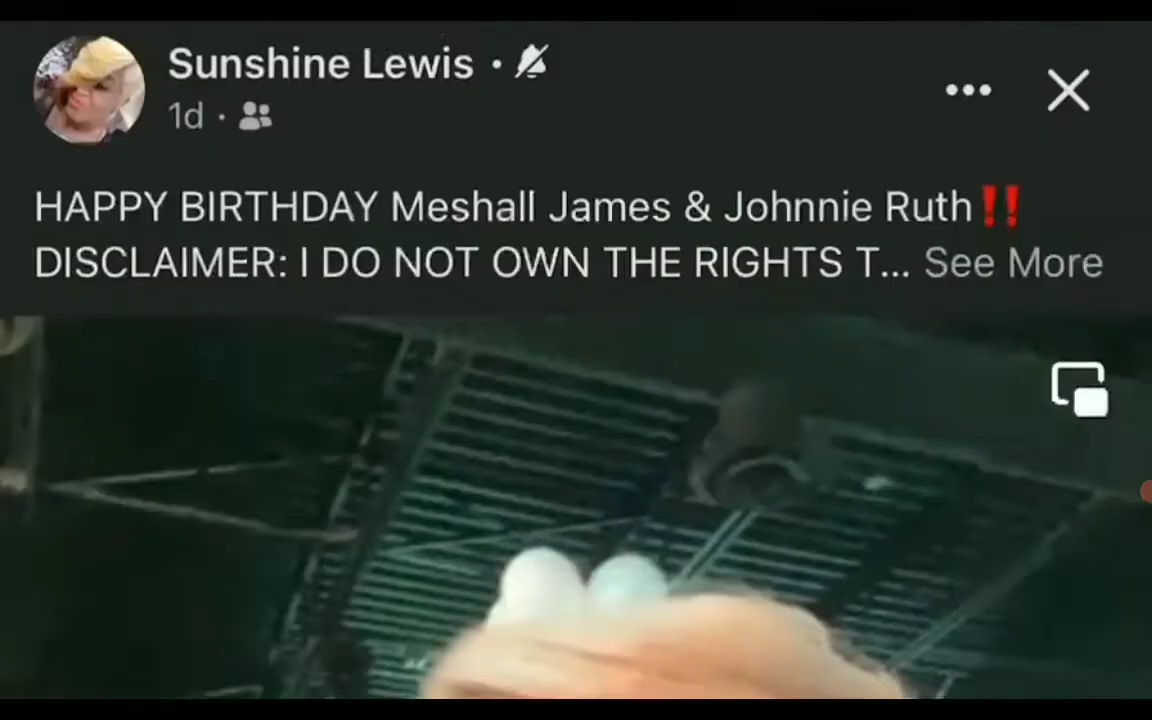 Sunshine Lewis ·
1d ·
HAPPY BIRTHDAY Meshall James & Johnnie Ruth‼️
DISCLAIMER: I DO NOT OWN THE RIGHTS T... See More